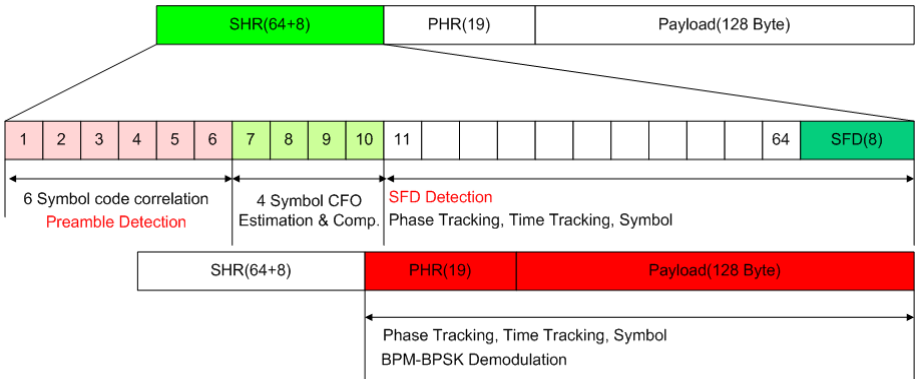 SHR(64+8) PHR(19) Payload(128 Byte)
1 2 3 4 5 6 7 8 9 10 11 64 SFD(8)
6 Symbol code correlation
Preamble Detection
4 Symbol CFO
Estimation & Comp.
SFD Detection
Phase Tracking, Time Tracking, Symbol
SHR(64+8) PHR(19) Payload(128 Byte)
Phase Tracking, Time Tracking, Symbol
BPM-BPSK Demodulation